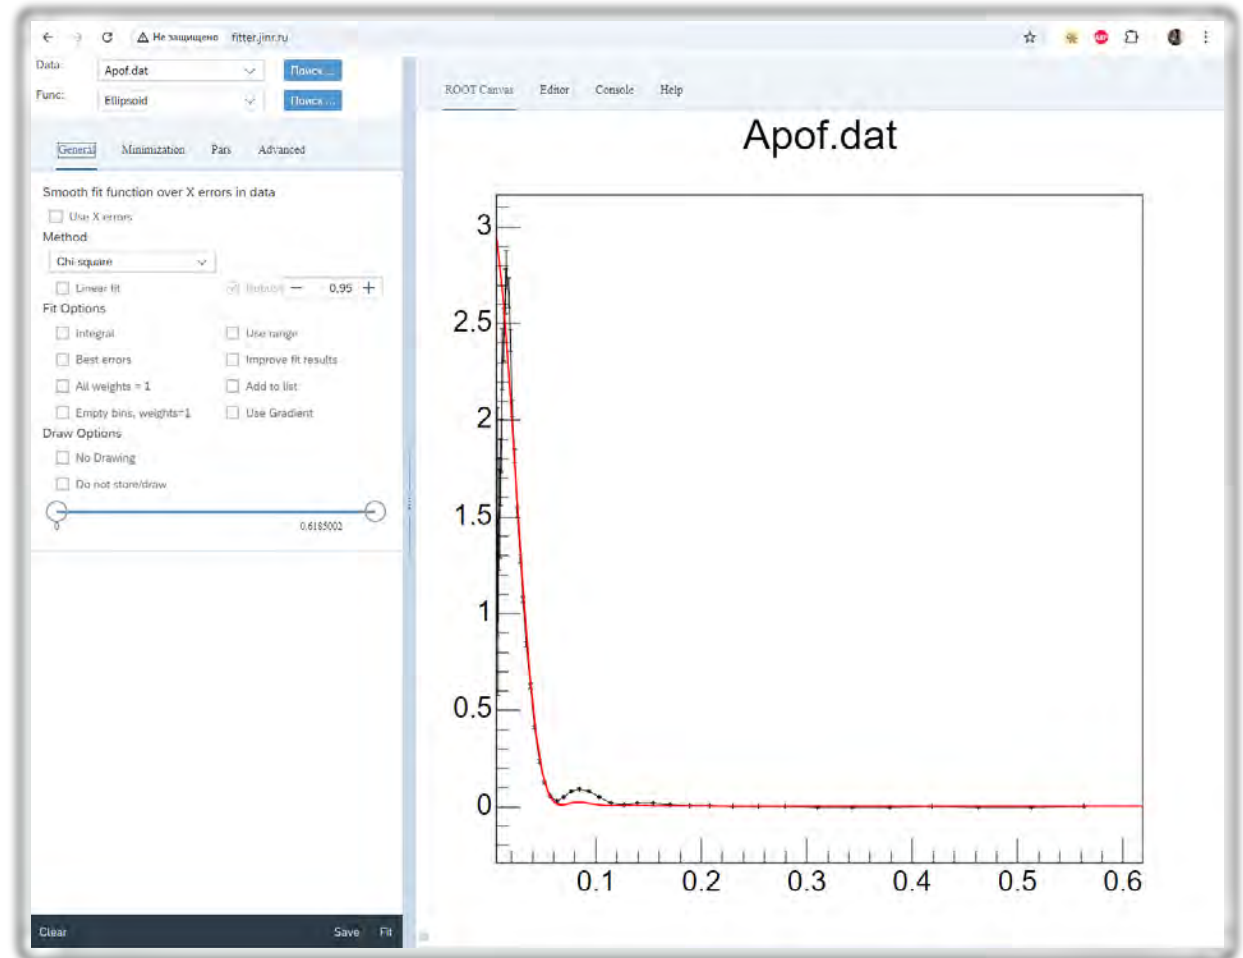 Не защищено fitter.jinr.ru
Data: Apof.dat Поиск ...
Func: Ellipsoid Поиск ...
ROOT Canvas Editor Console Help
General Minimization Pars Advanced
Apof.dat
Smooth fit function over X errors in data
Use X errors
Method
Chi square
Linear fit 0,95
Fit Options
Integral Use range
Best errors Improve fit results
All weights = 1 Add to list
Empty bins, weights=1 Use Gradient
Draw Options
No Drawing
Do not store/draw
0 0.6185002
3
2.5
2
1.5
1
0.5
0
0.1 0.2 0.3 0.4 0.5 0.6
Clear Save Fit